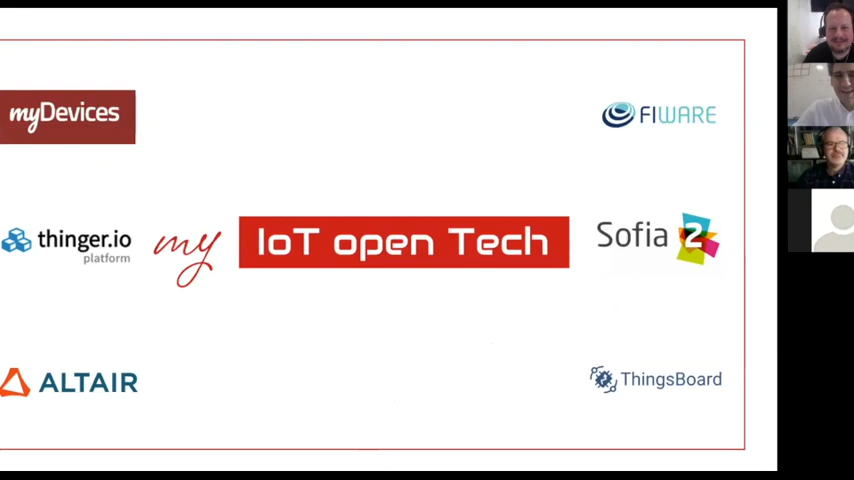 myDevices
FIWARE
thinger.io
platform
my IoT open Tech
Sofia 2
ALTAIR
ThingsBoard